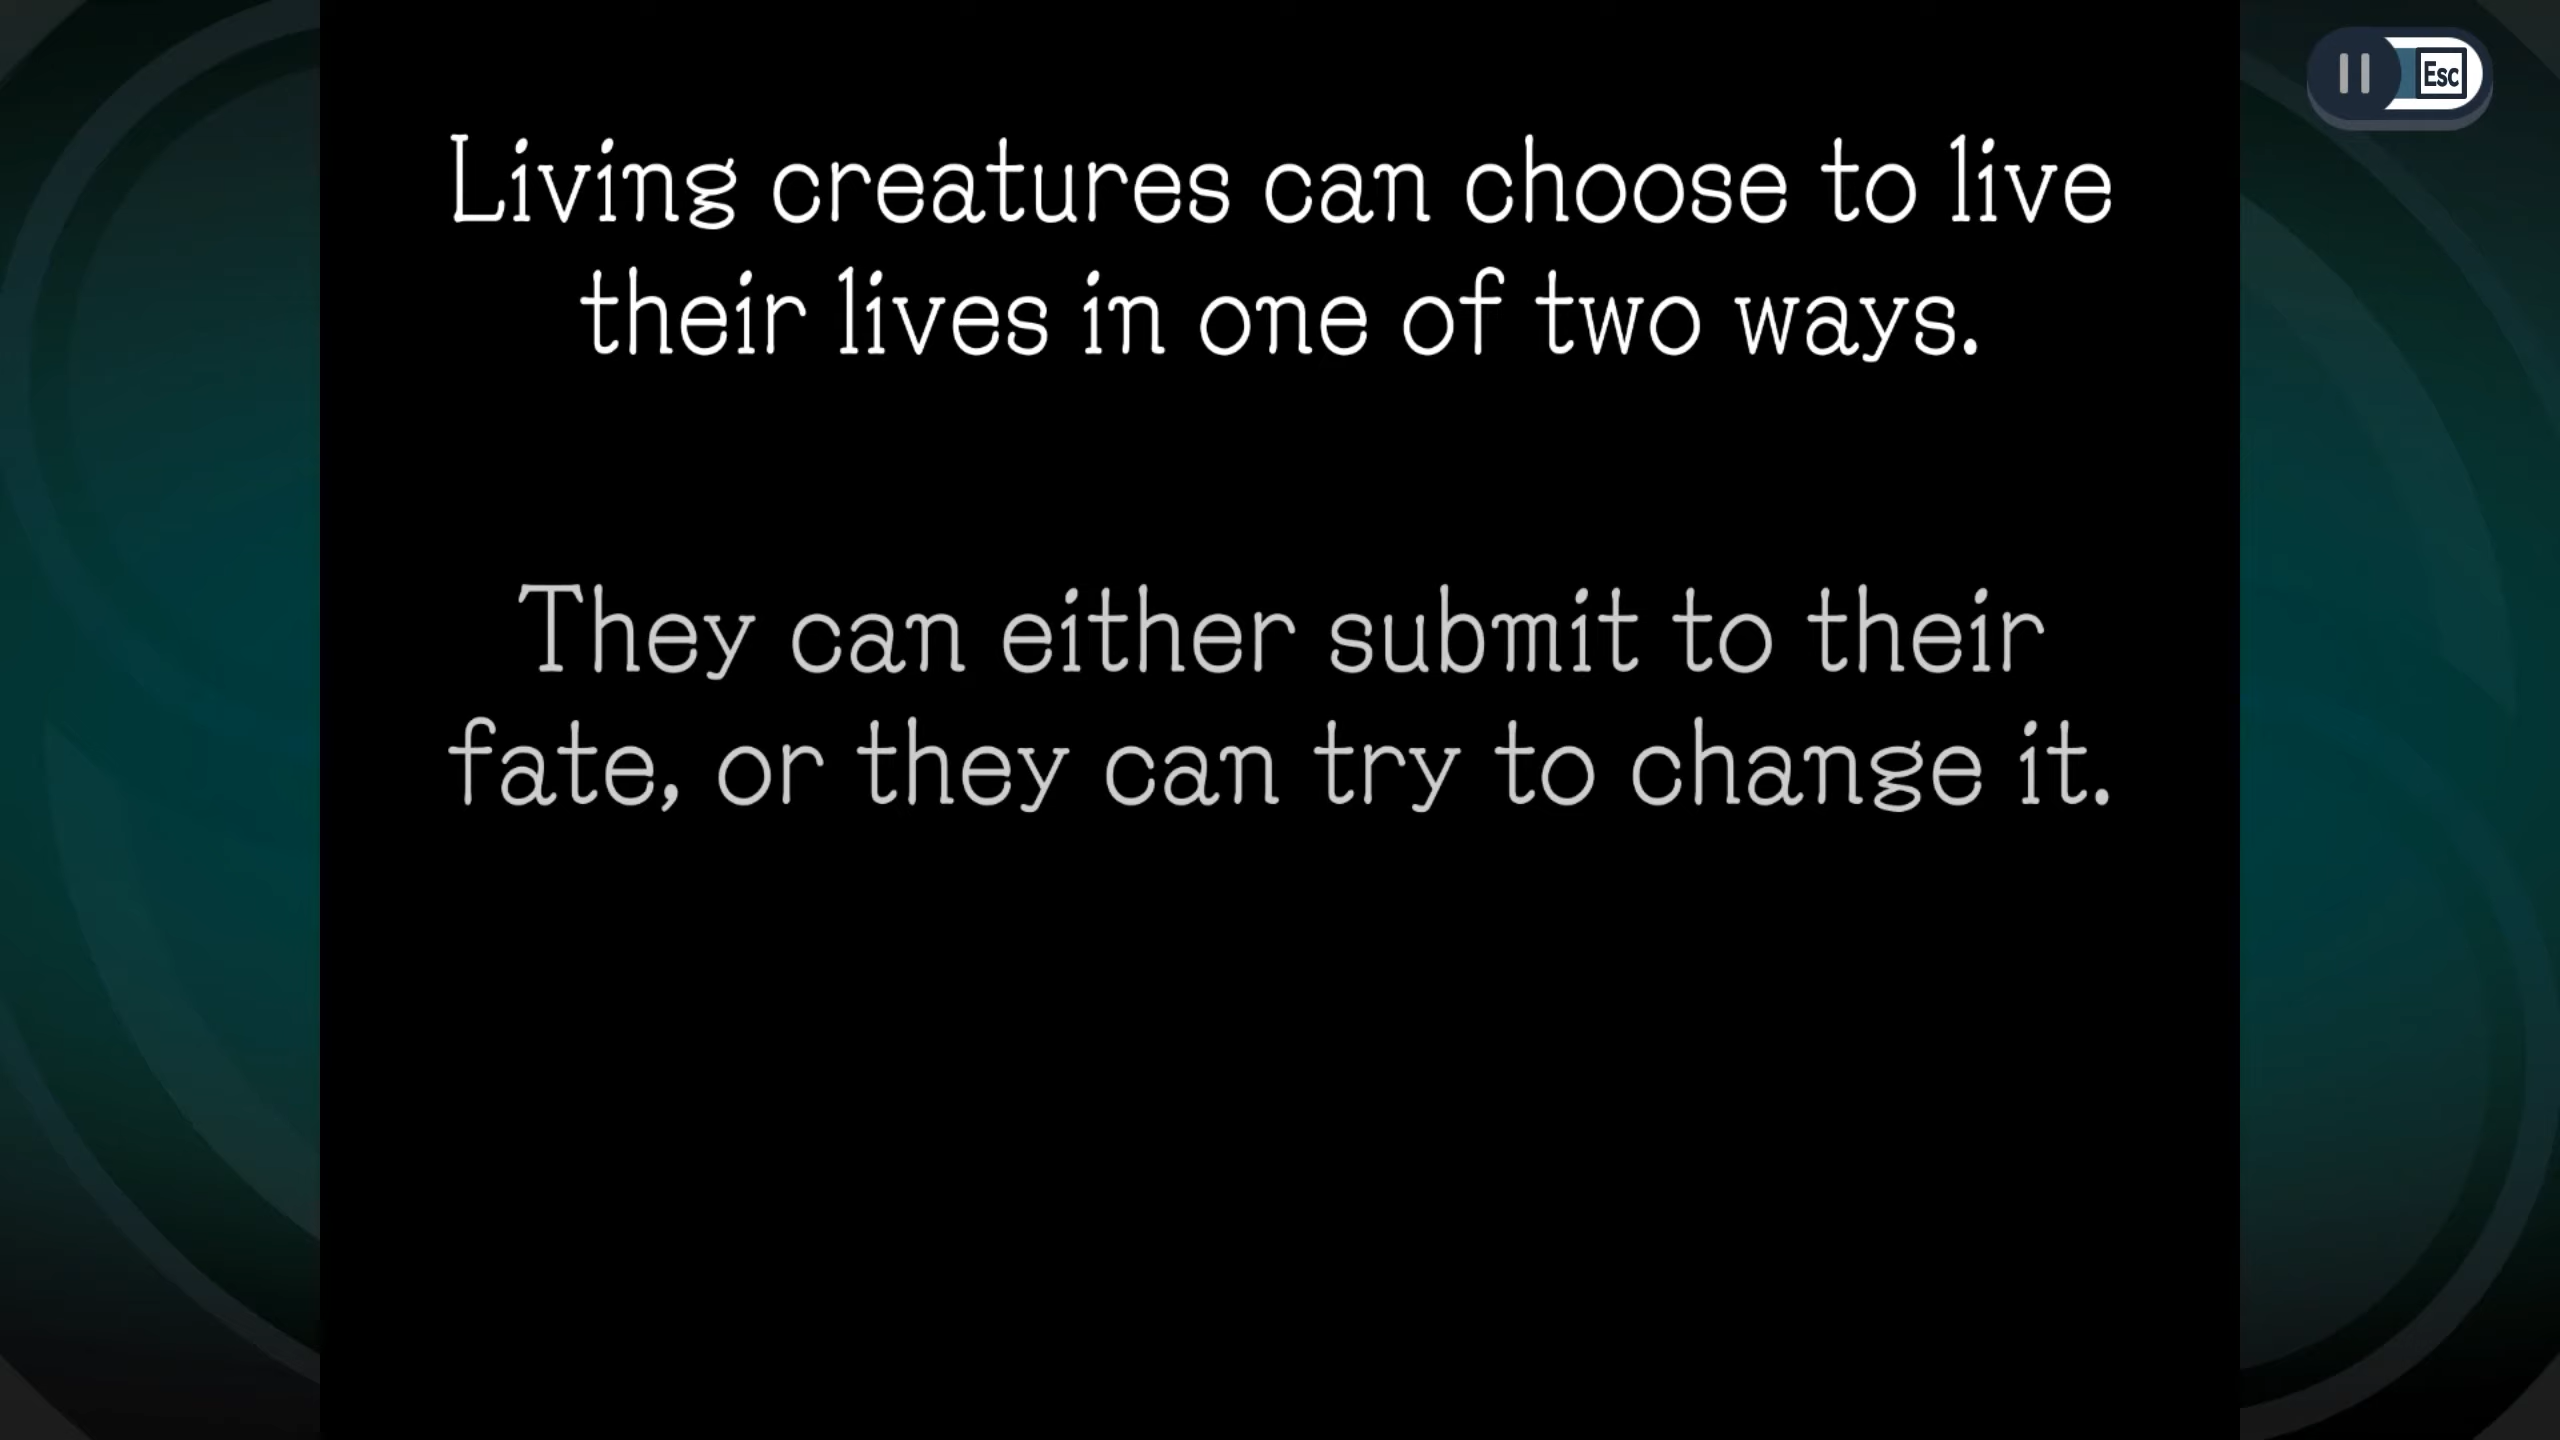 Esc
Living creatures can choose to live
their lives in one of two ways.
They can either submit to their
fate, or they can try to change it.